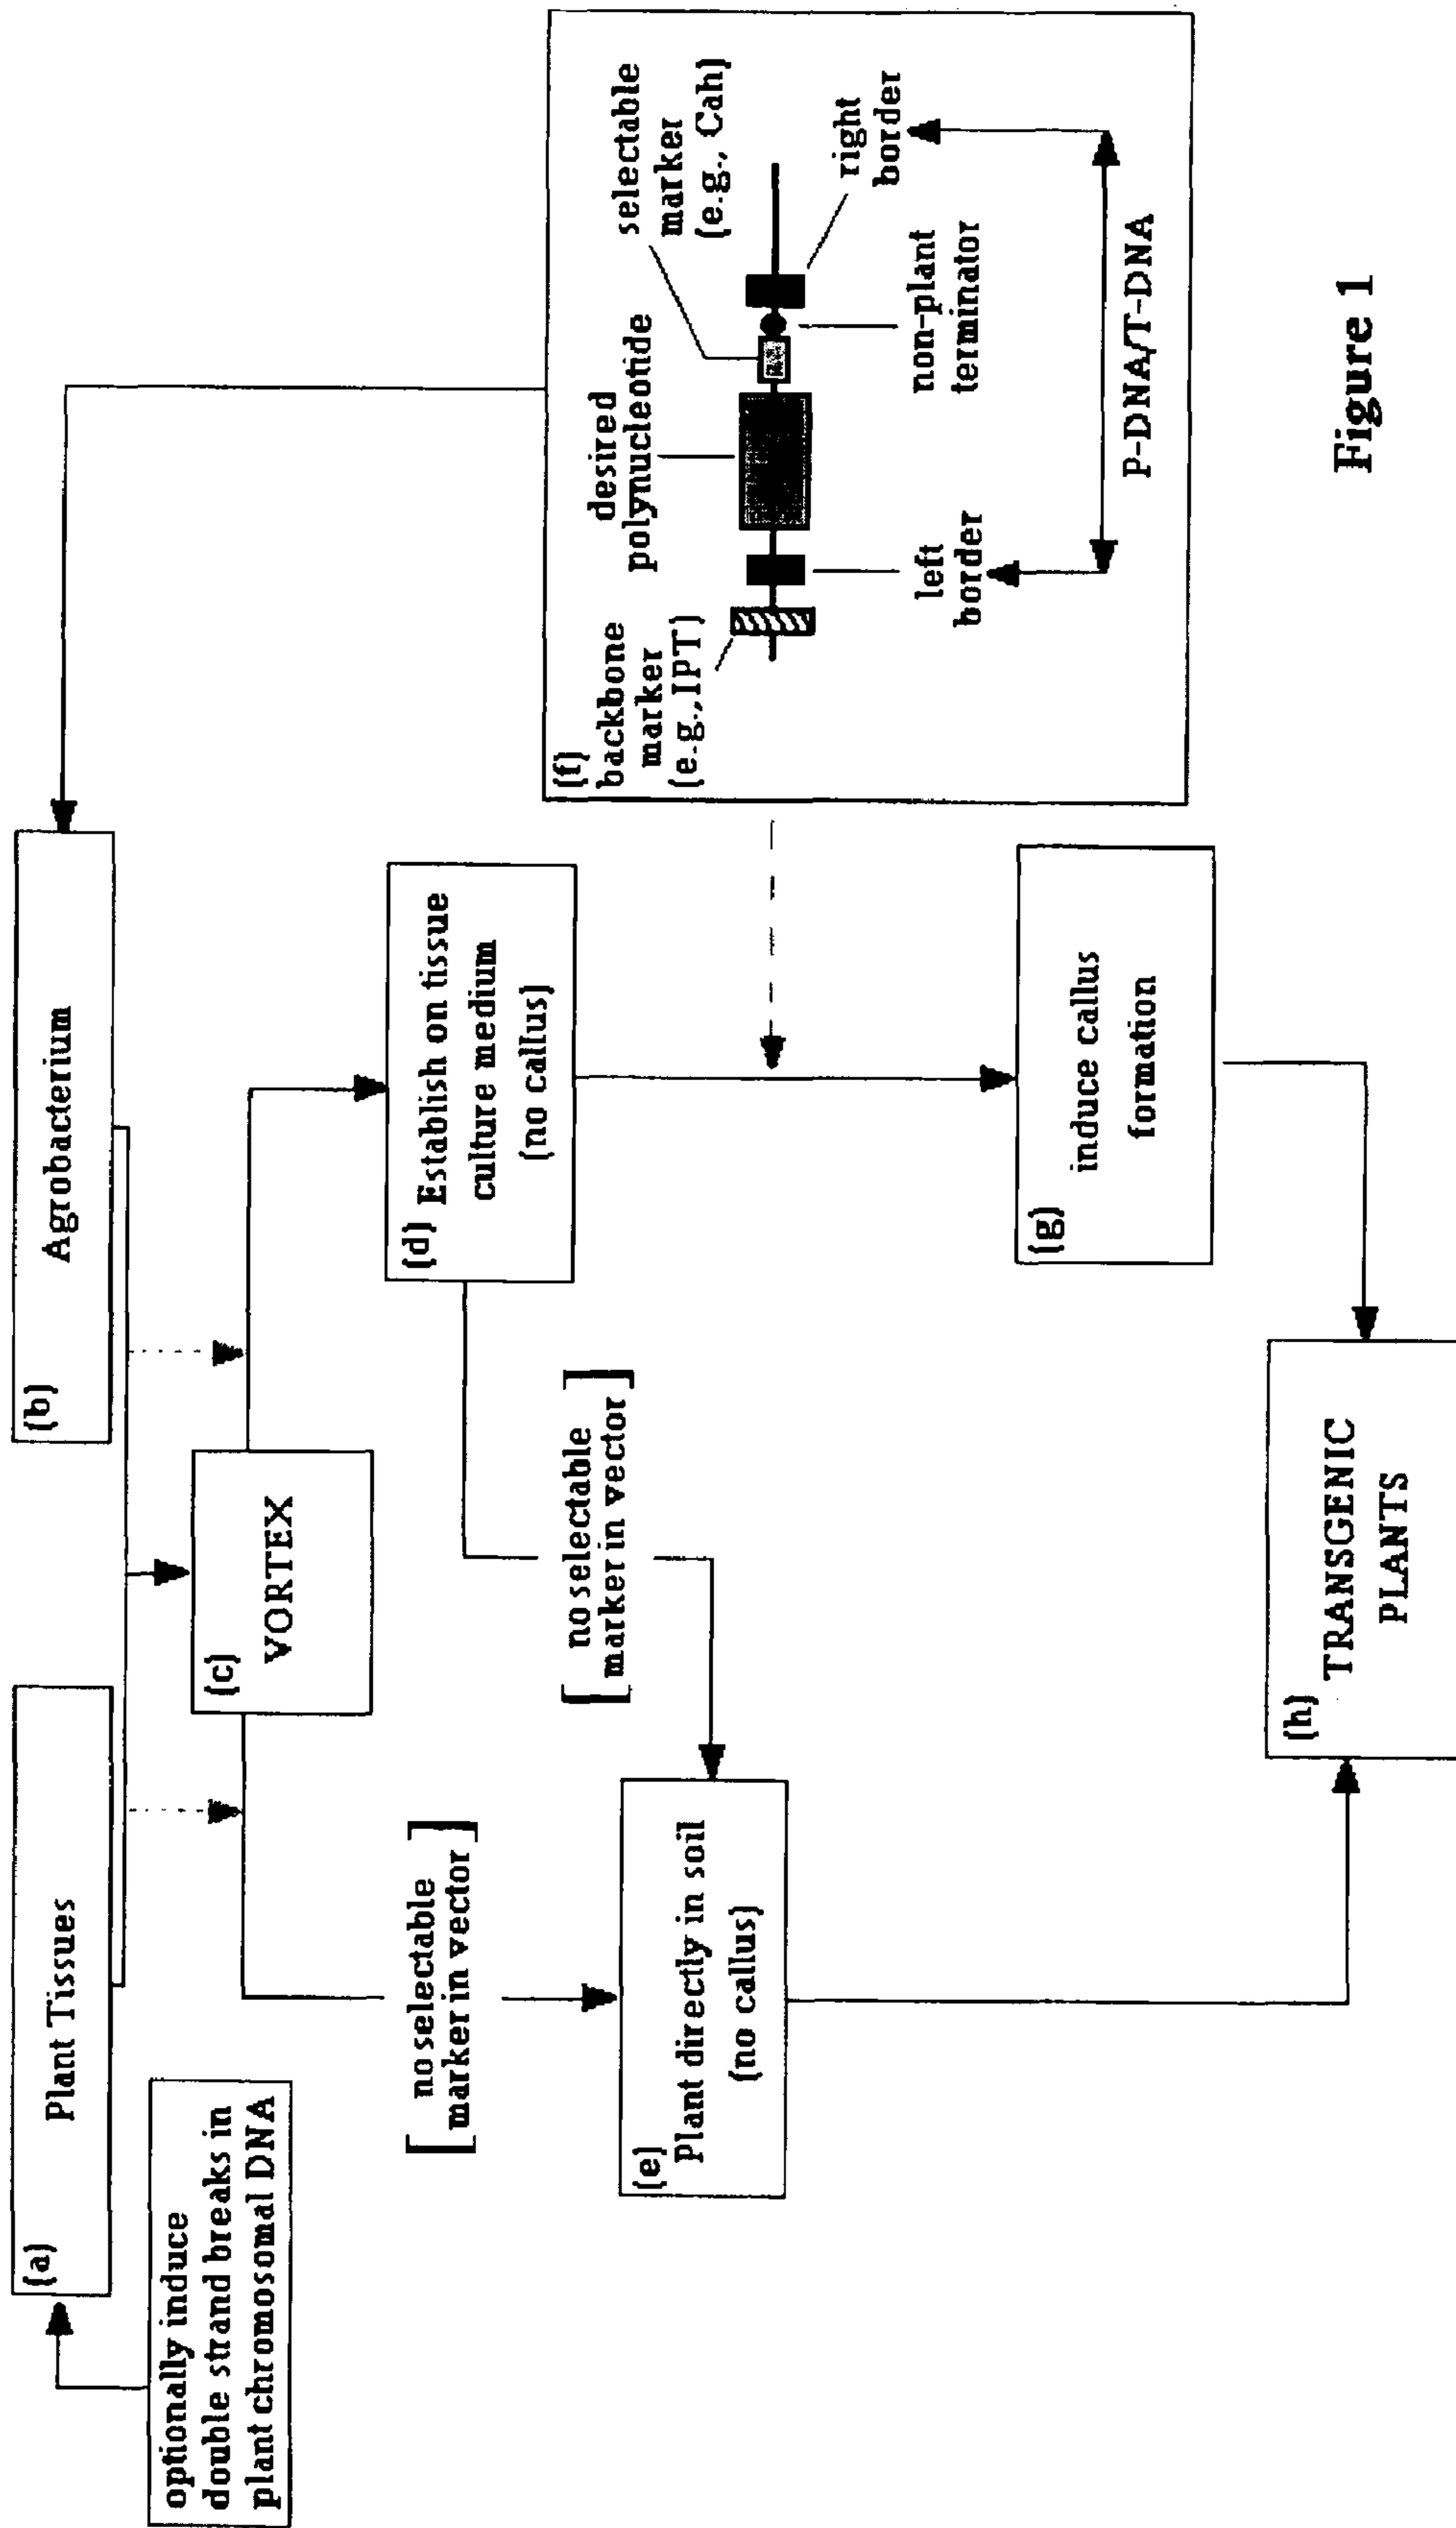 (a)
Plant Tissues
optionally induce
double strand breaks in
plant chromosomal DNA
(b)
Agrobacterium
(c)
VORTEX
(d) Establish on tissue
culture medium
(no callus)
[no selectable
marker in vector]
[no selectable
marker in vector]
(e)
Plant directly in soil
(no callus)
(f)
backbone
marker
(e.g.,IPT)
desired
polynucleotide
selectable
marker
(e.g., Cah)
left
border
non-plant
terminator
right
border
P-DNA/T-DNA
(g)
induce callus
formation
(h)
TRANSGENIC
PLANTS
Figure 1